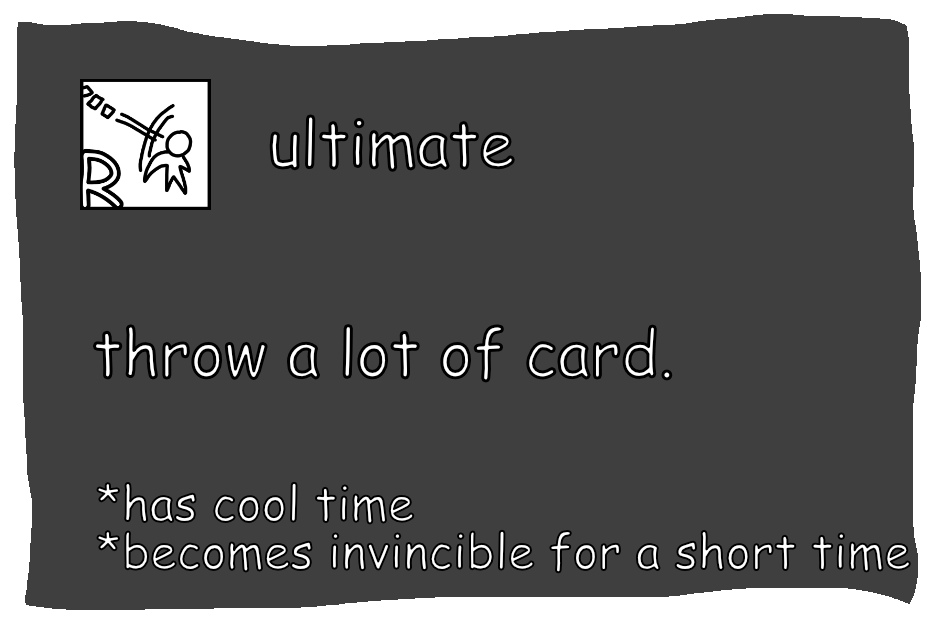 R
ultimate
throw a lot of card.
*has cool time
*becomes invincible for a short time